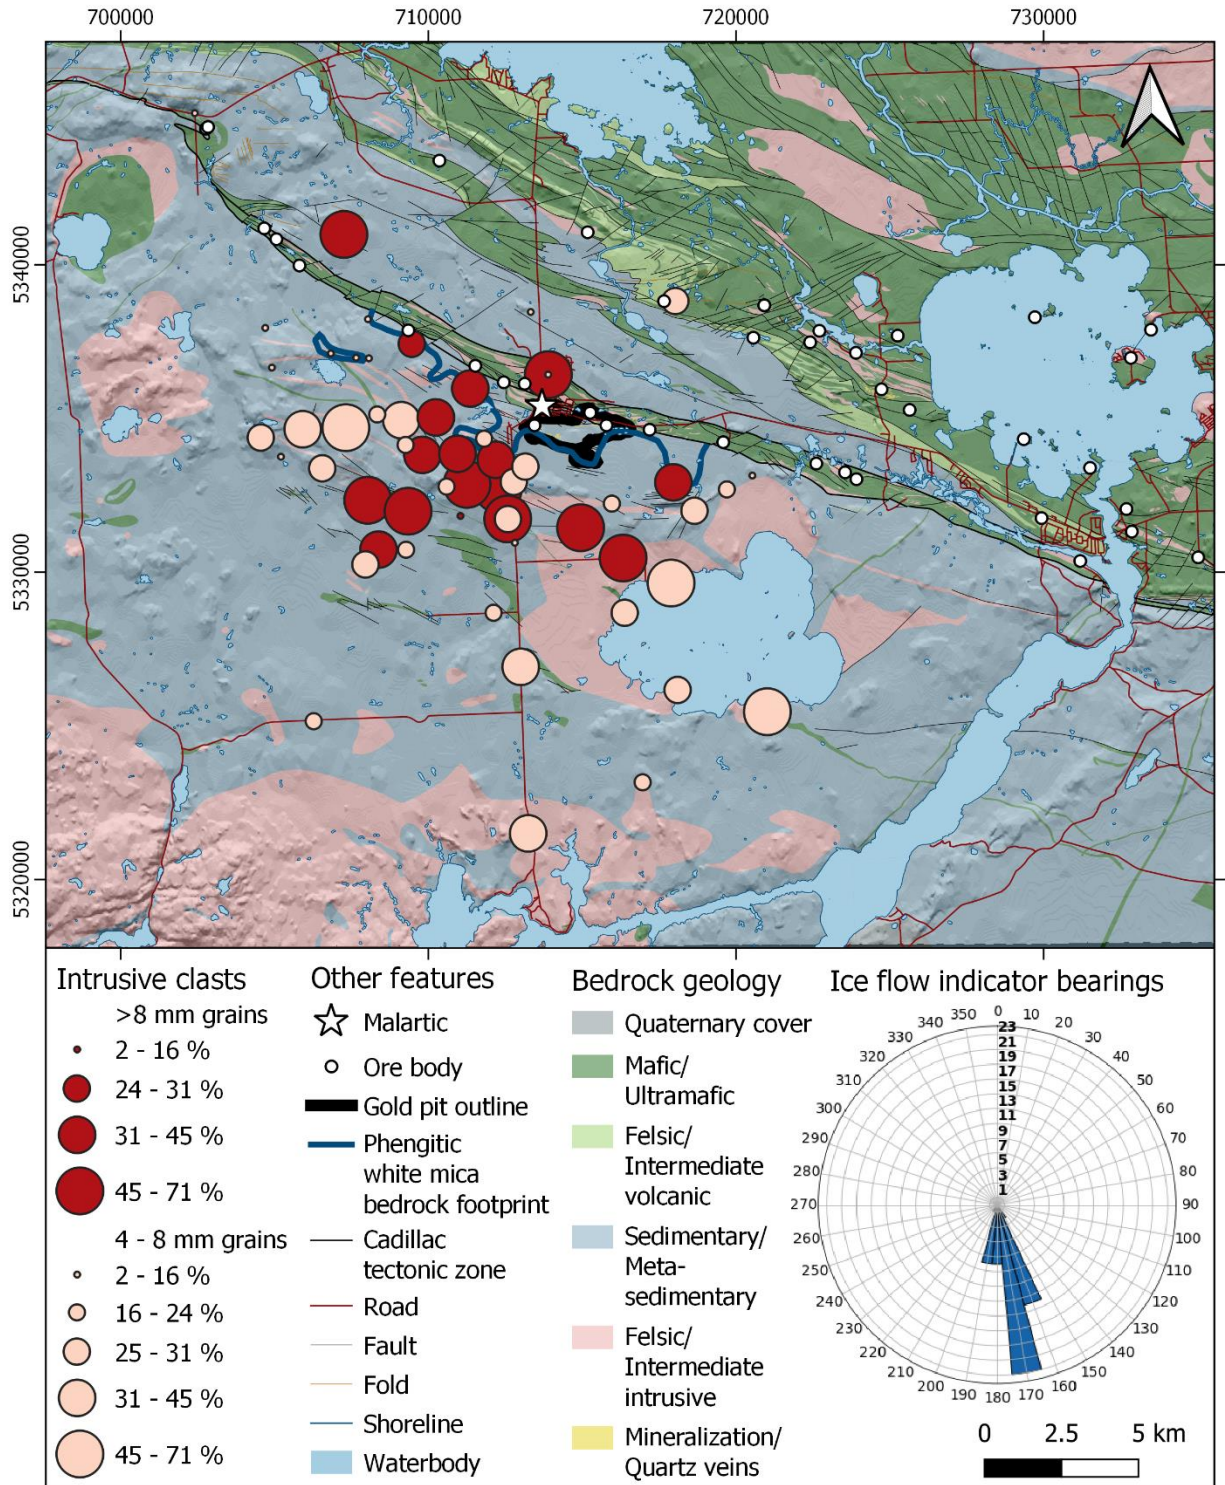 700000 710000 720000 730000
5340000
5330000
5320000
Intrusive clasts
>8 mm grains
2 - 16 %
24 - 31 %
31 - 45 %
45 - 71 %
4 - 8 mm grains
2 - 16 %
16 - 24 %
25 - 31 %
31 - 45 %
45 - 71 %
Other features
Malartic
Ore body
Gold pit outline
Phengitic
white mica
bedrock footprint
Cadillac
tectonic zone
Road
Fault
Fold
Shoreline
Waterbody
Bedrock geology
Quaternary cover
Mafic/
Ultramafic
Felsic/
Intermediate
volcanic
Sedimentary/
Meta-
sedimentary
Felsic/
Intermediate
intrusive
Mineralization/
Quartz veins
Ice flow indicator bearings
0
10
20
30
40
50
60
70
80
90
100
110
120
130
140
150
160
170
180
190
200
210
220
230
240
250
260
270
280
290
300
310
320
330
340
350
23
21
19
17
15
13
11
9
7
5
3
1
0 2.5 5 km